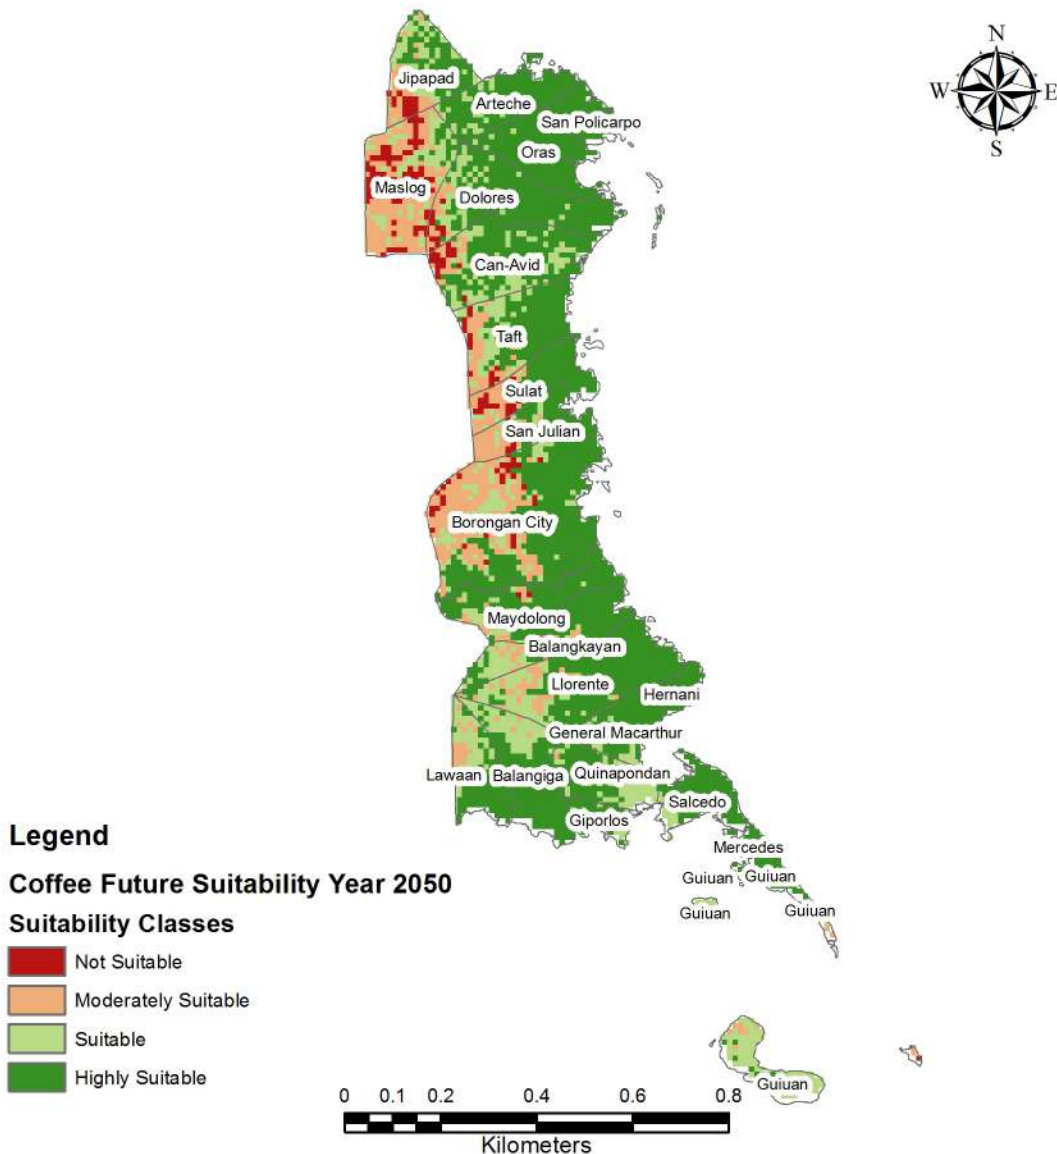 N
W E
S
Jipapad
Arteche
San Policarpo
Oras
Maslog
Dolores
Can-Avid
Taft
Sulat
San Julian
Borongan City
Maydolong
Balangkayan
Llorente
Hernani
General Macarthur
Lawaan
Balangiga
Quinapondan
Salcedo
Giporlos
Mercedes
Guiuan
Guiuan
Guiuan
Guiuan
Guiuan
Legend
Coffee Future Suitability Year 2050
Suitability Classes
Not Suitable
Moderately Suitable
Suitable
Highly Suitable
0 0.1 0.2 0.4 0.6 0.8
Kilometers